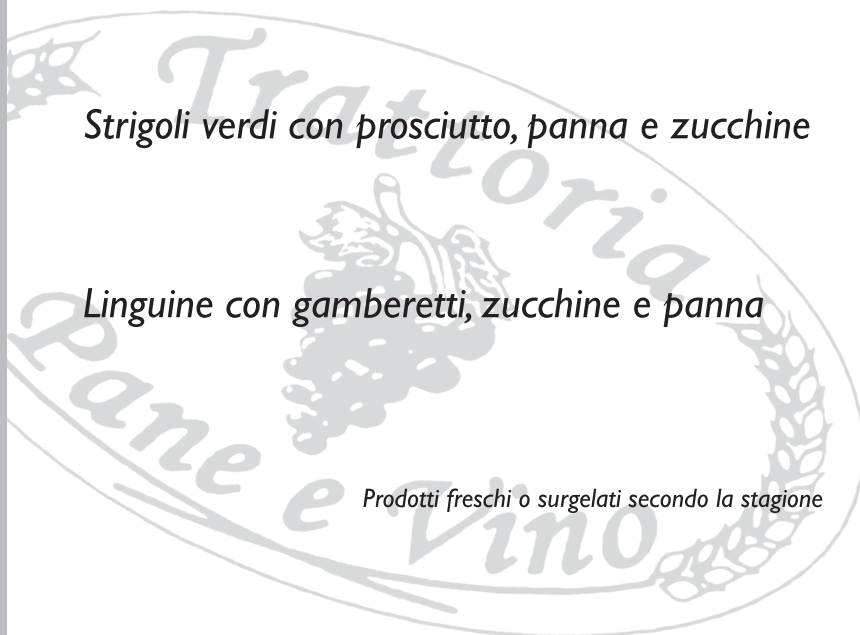 Trattoria
Strigoli verdi con prosciutto, panna e zucchine
Linguine con gamberetti, zucchine e panna
Pane e Vino
Prodotti freschi o surgelati secondo la stagione